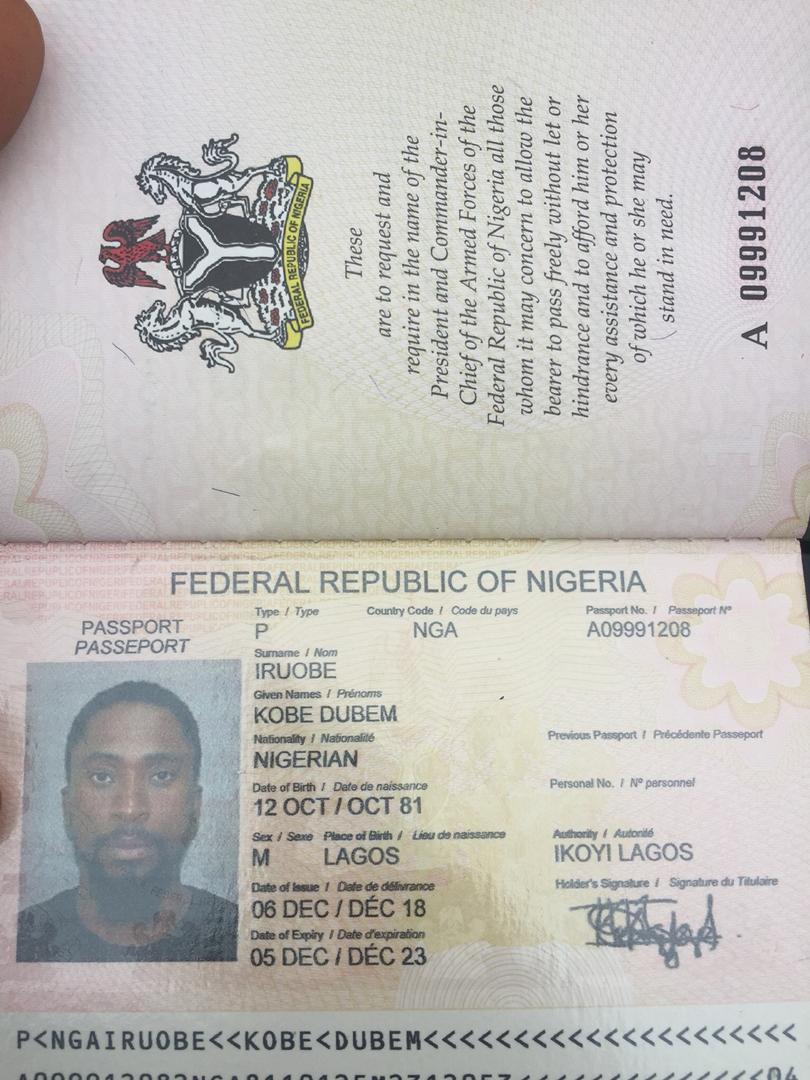 FEDERAL REPUBLIC OF NIGERIA
These
are to request and
require in the name of the
President and Commander-in-
Chief of the Armed Forces of the
Federal Republic of Nigeria all those
whom it may concern to allow the
bearer to pass freely without let or
hindrance and to afford him or her
every assistance and protection
of which he or she may
stand in need.
A 09991208
FEDERAL REPUBLIC OF NIGERIA
PASSPORT
PASSEPORT
Type / Type Country Code / Code du pays Passport No. / Passeport Nº
P NGA A09991208
Surname / Nom
IRUOBE
Given Names / Prénoms
KOBE DUBEM
Nationality / Nationalité Previous Passport / Précédente Passeport
NIGERIAN
Date of Birth / Date de naissance Personal No. / Nº personnel
12 OCT / OCT 81
Sex / Sexe Place of Birth / Lieu de naissance Authority / Autorité
M LAGOS IKOYI LAGOS
Date of Issue / Date de délivrance Holder's Signature / Signature du Titulaire
06 DEC / DÉC 18
Date of Expiry / Date d'expiration
05 DEC / DÉC 23
P<NGAIRUOBE<<KOBE<DUBEM<<<<<<<<<<<<<<<<<<<<<